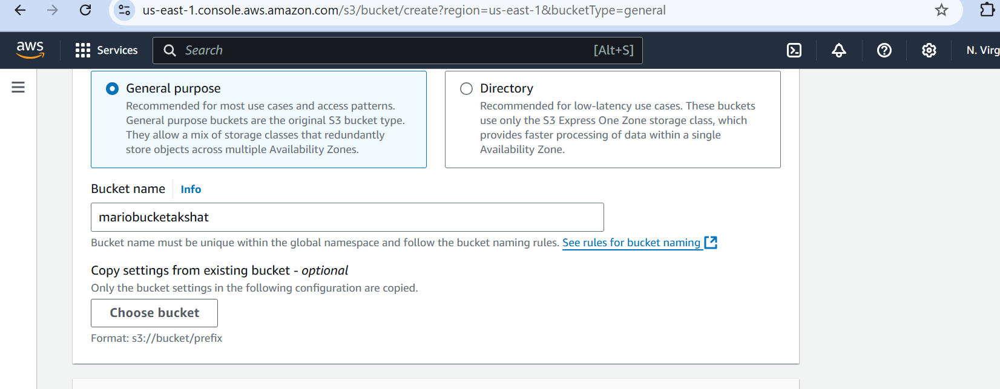 us-east-1.console.aws.amazon.com/s3/bucket/create?region=us-east-1&bucketType=general
aws
Services
Search
[Alt+S]
N. Virg
General purpose
Recommended for most use cases and access patterns.
General purpose buckets are the original S3 bucket type.
They allow a mix of storage classes that redundantly
store objects across multiple Availability Zones.
Directory
Recommended for low-latency use cases. These buckets
use only the S3 Express One Zone storage class, which
provides faster processing of data within a single
Availability Zone.
Bucket name
Info
mariobucketakshat
Bucket name must be unique within the global namespace and follow the bucket naming rules. See rules for bucket naming
Copy settings from existing bucket - optional
Only the bucket settings in the following configuration are copied.
Choose bucket
Format: s3://bucket/prefix